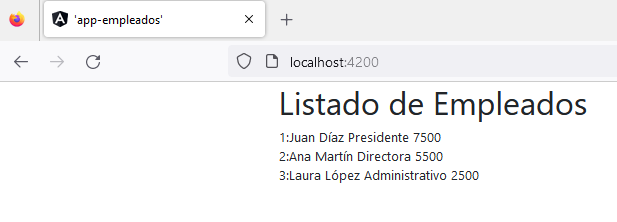 'app-empleados'
localhost:4200
Listado de Empleados
1:Juan Díaz Presidente 7500
2:Ana Martín Directora 5500
3:Laura López Administrativo 2500